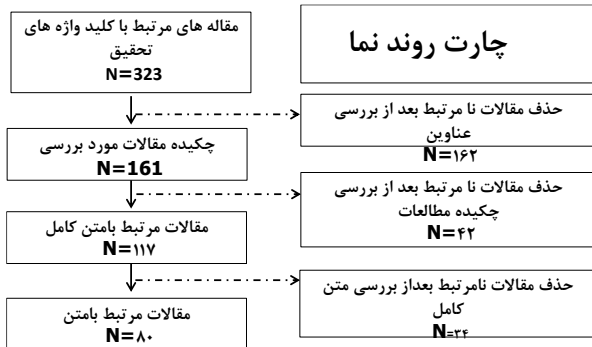 چارت روند نما
مقاله های مرتبط با کلید واژه های
تحقیق
N=323
حذف مقالات نا مرتبط بعد از بررسی
عناوین
N=۱۶۲
چکیده مقالات مورد بررسی
N=161
حذف مقالات نا مرتبط بعد از بررسی
چکیده مطالعات
N=۴۲
مقالات مرتبط بامتن کامل
N=۱۱۷
حذف مقالات نامرتبط بعداز بررسی متن
کامل
N=۳۴
مقالات مرتبط بامتن
N=۸۰